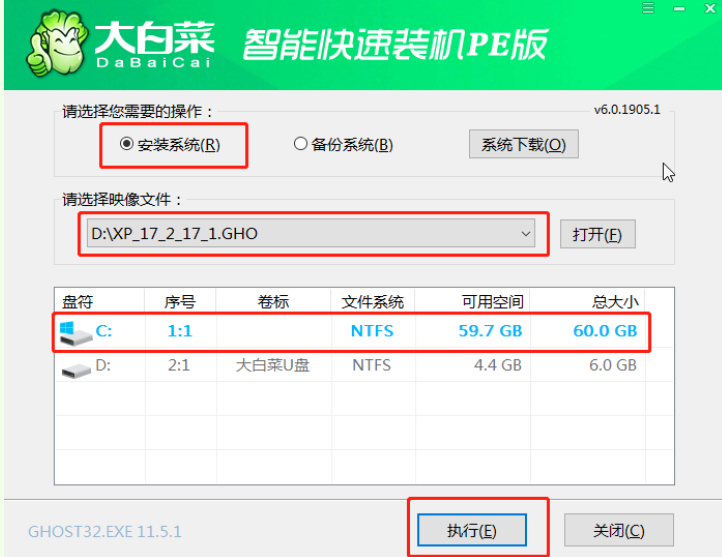 大白菜 智能快速装机PE版
DaBaiCai
请选择您需要的操作： v6.0.1905.1
安装系统(R) 备份系统(B) 系统下载(O)
请选择映像文件：
D:\XP_17_2_17_1.GHO 打开(F)
盘符 序号 卷标 文件系统 可用空间 总大小
C: 1:1 NTFS 59.7 GB 60.0 GB
D: 2:1 大白菜U盘 NTFS 4.4 GB 6.0 GB
GHOST32.EXE 11.5.1 执行(E) 关闭(C)